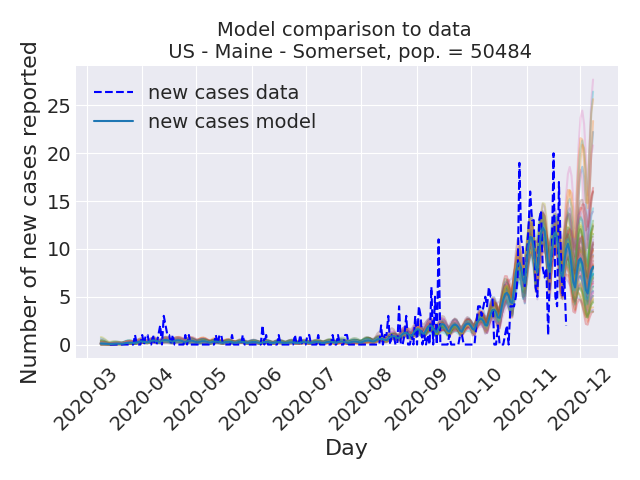 Model comparison to data
US - Maine - Somerset, pop. = 50484
Number of new cases reported
new cases data
new cases model
25
20
15
10
5
0
2020-03
2020-04
2020-05
2020-06
2020-07
2020-08
2020-09
2020-10
2020-11
2020-12
Day